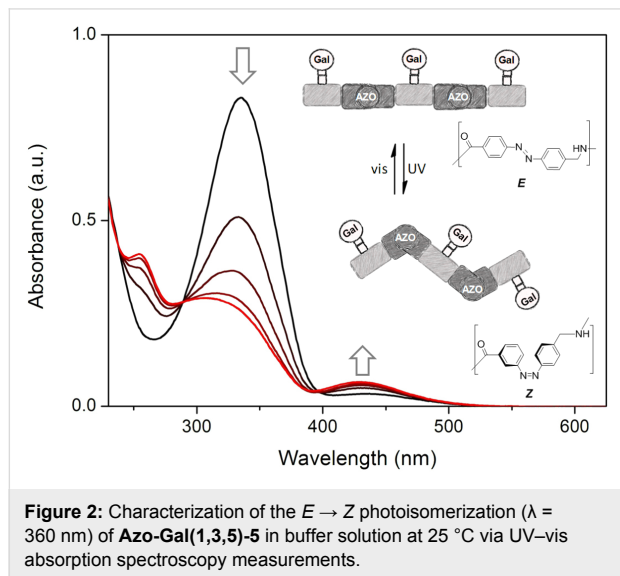 1.0
0.5
0.0
Absorbance (a.u.)
300
400
500
600
Wavelength (nm)
Gal
Gal
Gal
AZO
AZO
vis
UV
O
N
N
HN
E
Gal
AZO
Gal
AZO
Gal
O
N=N
NH
Z
Figure 2: Characterization of the E → Z photoisomerization (λ =
360 nm) of Azo-Gal(1,3,5)-5 in buffer solution at 25 °C via UV–vis
absorption spectroscopy measurements.